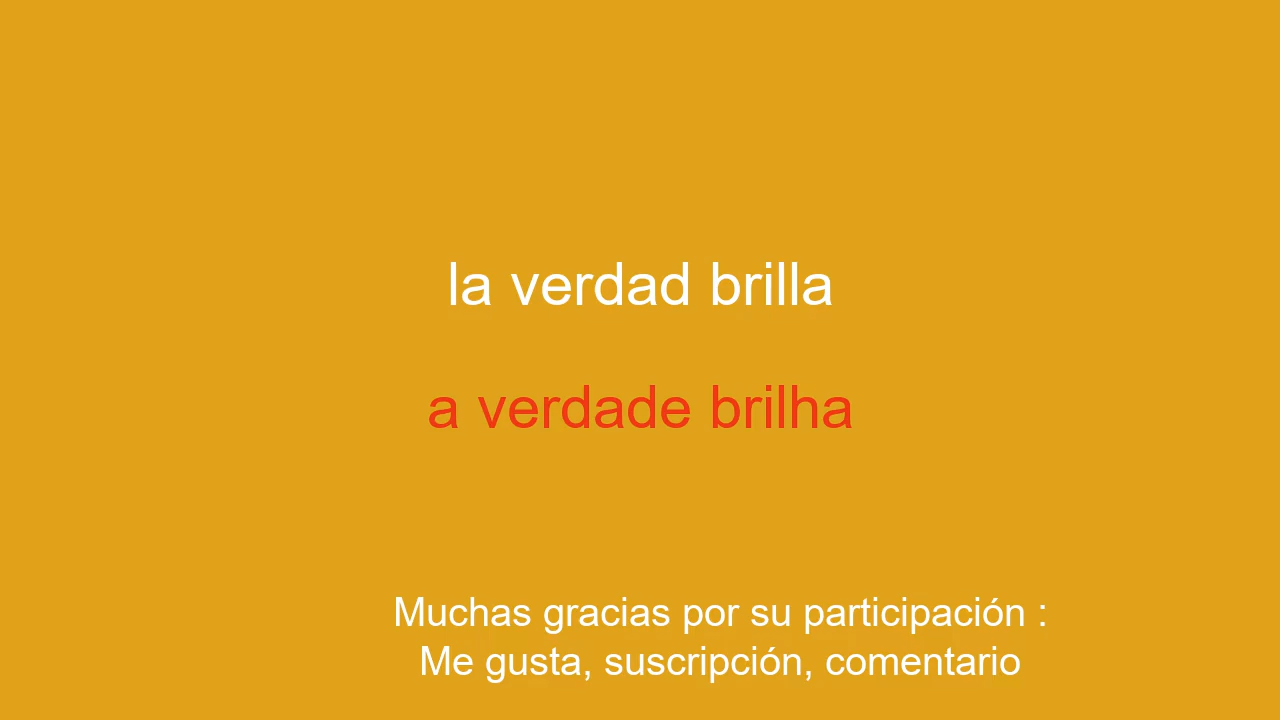 la verdad brilla
a verdade brilha
Muchas gracias por su participación :
Me gusta, suscripción, comentario